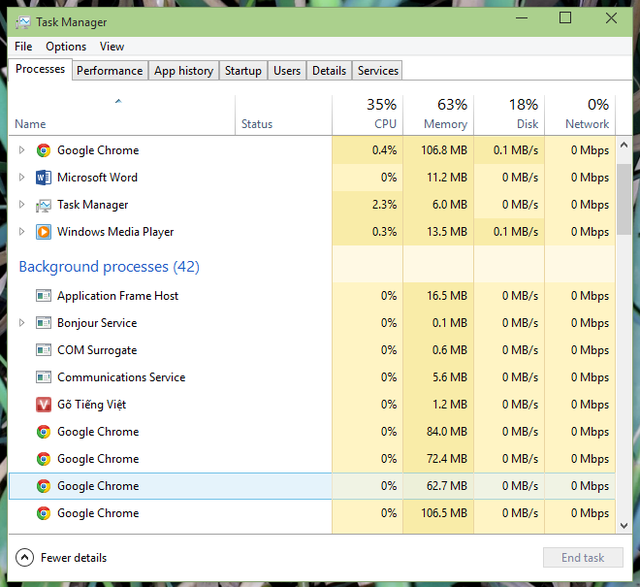 Task Manager
File Options View
Processes Performance App history Startup Users Details Services
35% 63% 18% 0%
Name Status CPU Memory Disk Network
Google Chrome 0.4% 106.8 MB 0.1 MB/s 0 Mbps
Microsoft Word 0% 11.2 MB 0 MB/s 0 Mbps
Task Manager 2.3% 6.0 MB 0 MB/s 0 Mbps
Windows Media Player 0.3% 13.5 MB 0.1 MB/s 0 Mbps
Background processes (42)
Application Frame Host 0% 16.5 MB 0 MB/s 0 Mbps
Bonjour Service 0% 0.1 MB 0 MB/s 0 Mbps
COM Surrogate 0% 0.6 MB 0 MB/s 0 Mbps
Communications Service 0% 5.6 MB 0 MB/s 0 Mbps
Gõ Tiếng Việt 0% 1.2 MB 0 MB/s 0 Mbps
Google Chrome 0% 84.0 MB 0 MB/s 0 Mbps
Google Chrome 0% 72.4 MB 0 MB/s 0 Mbps
Google Chrome 0% 62.7 MB 0 MB/s 0 Mbps
Google Chrome 0% 106.5 MB 0 MB/s 0 Mbps
Fewer details End task